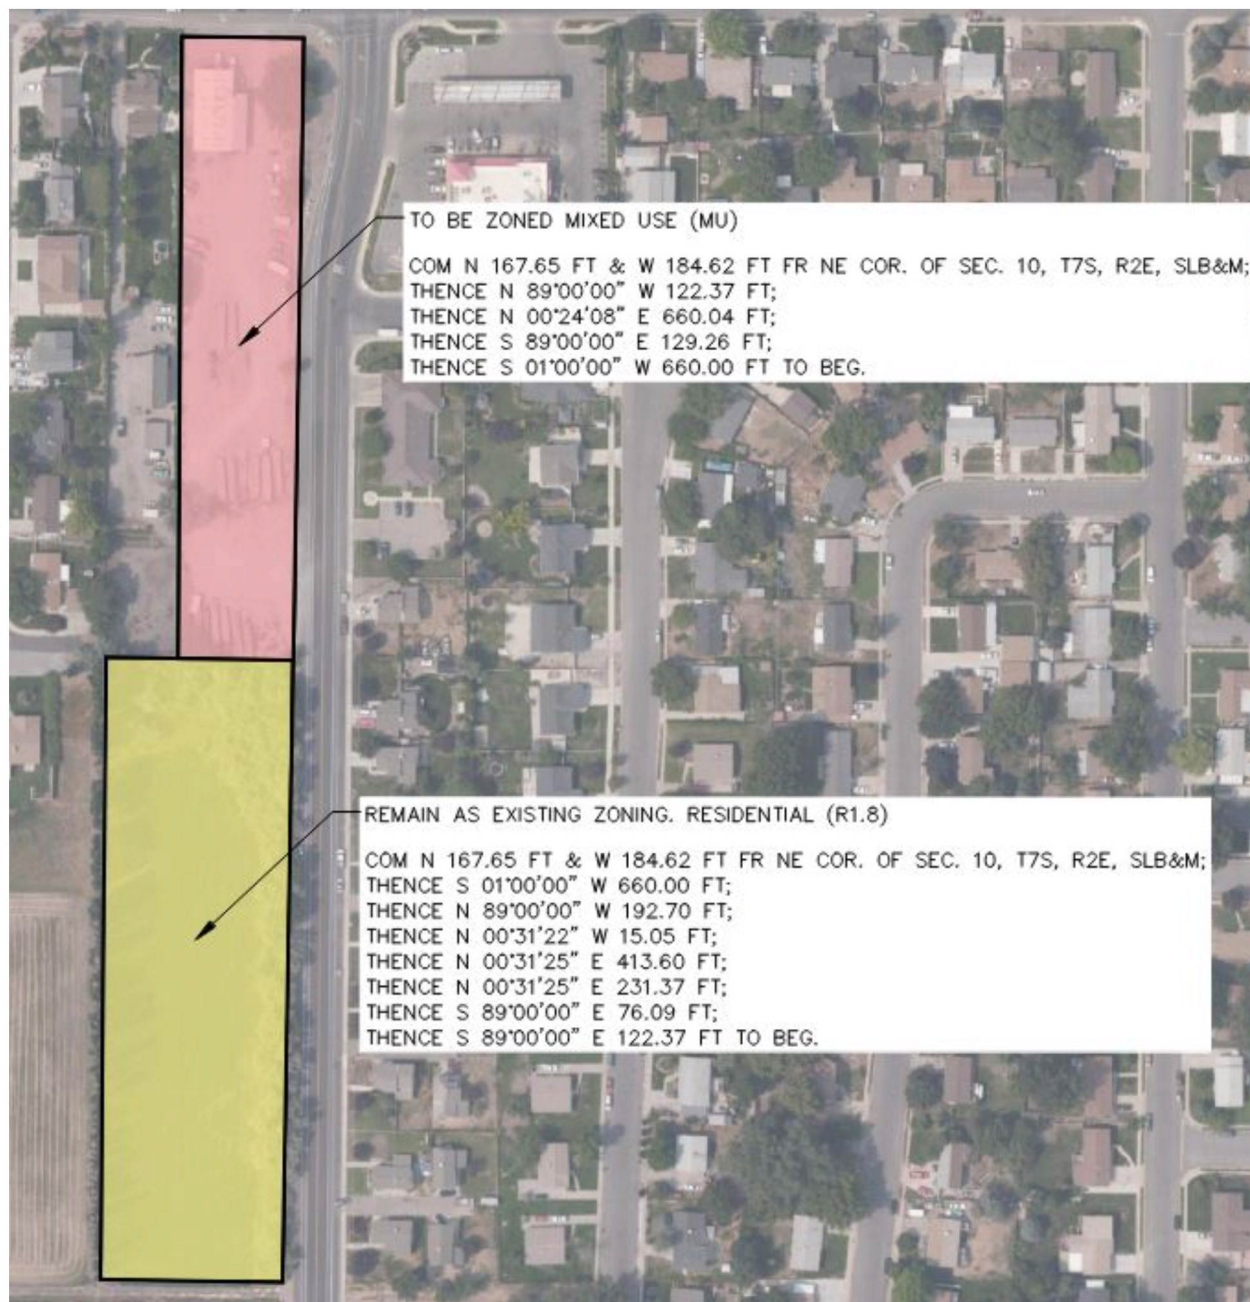 TO BE ZONED MIXED USE (MU)
COM N 167.65 FT & W 184.62 FT FR NE COR. OF SEC. 10, T7S, R2E, SLB&M;
THENCE N 89°00'00" W 122.37 FT;
THENCE N 00°24'08" E 660.04 FT;
THENCE S 89°00'00" E 129.26 FT;
THENCE S 01°00'00" W 660.00 FT TO BEG.
REMAIN AS EXISTING ZONING. RESIDENTIAL (R1.8)
COM N 167.65 FT & W 184.62 FT FR NE COR. OF SEC. 10, T7S, R2E, SLB&M;
THENCE S 01°00'00" W 660.00 FT;
THENCE N 89°00'00" W 192.70 FT;
THENCE N 00°31'22" W 15.05 FT;
THENCE N 00°31'25" E 413.60 FT;
THENCE N 00°31'25" E 231.37 FT;
THENCE S 89°00'00" E 76.09 FT;
THENCE S 89°00'00" E 122.37 FT TO BEG.